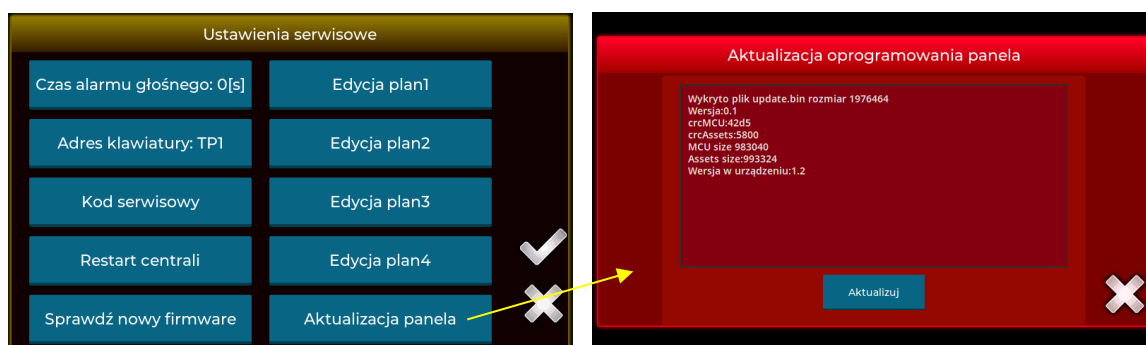 Ustawienia serwisowe
Czas alarmu głośnego: 0[s]
Edycja plan1
Adres klawiatury: TP1
Edycja plan2
Kod serwisowy
Edycja plan3
Restart centrali
Edycja plan4
Sprawdź nowy firmware
Aktualizacja panela
Aktualizacja oprogramowania panela
Wykryto plik update.bin rozmiar 1976464
Wersja:0.1
crcMCU:42d5
crcAssets:5800
MCU size 983040
Assets size:993324
Wersja w urządzeniu:1.2
Aktualizuj